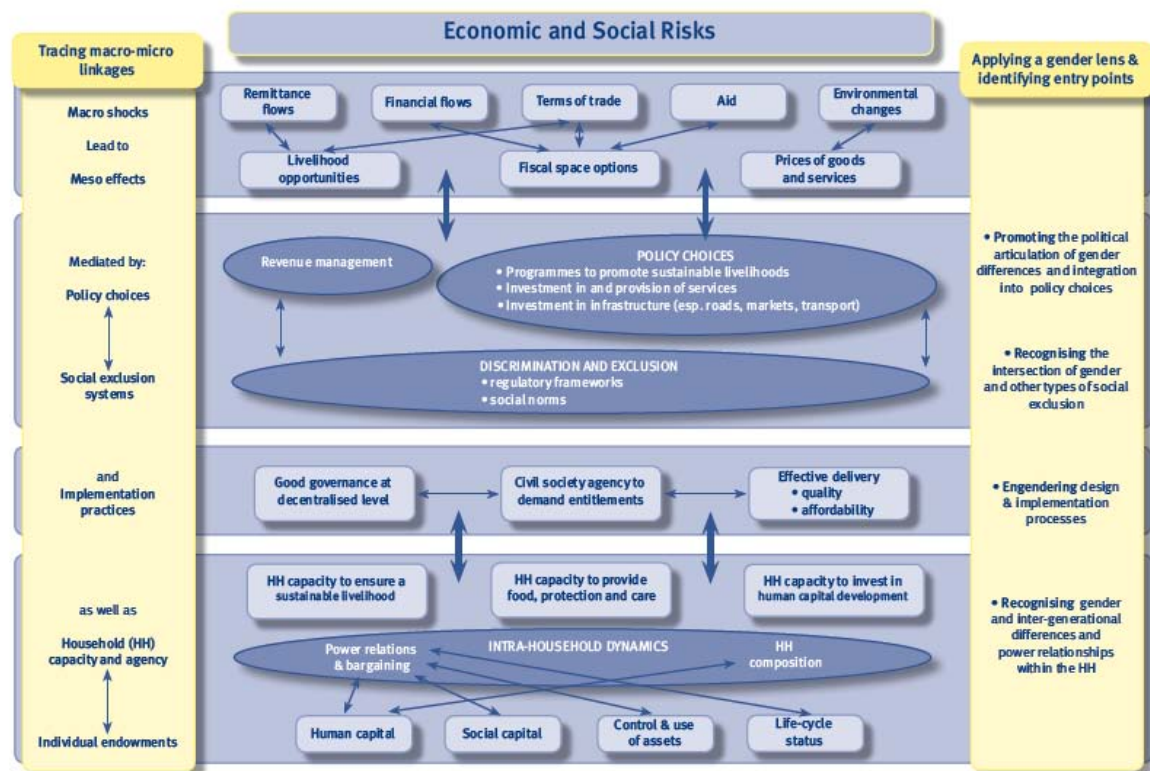 Economic and Social Risks
Tracing macro-micro
linkages
Applying a gender lens &
identifying entry points
Macro shocks
Lead to
Meso effects
Remittance
flows
Financial flows
Terms of trade
Aid
Environmental
changes
Livelihood
opportunities
Fiscal space options
Prices of goods
and services
Mediated by:
Policy choices
Social exclusion
systems
Revenue management
POLICY CHOICES
• Programmes to promote sustainable livelihoods
• Investment in and provision of services
• Investment in infrastructure (esp. roads, markets, transport)
DISCRIMINATION AND EXCLUSION
• regulatory frameworks
• social norms
• Promoting the political
articulation of gender
differences and integration
into policy choices
• Recognising the
intersection of gender
and other types of social
exclusion
and
Implementation
practices
Good governance at
decentralised level
Civil society agency to
demand entitlements
Effective delivery
• quality
• affordability
• Engendering design
& implementation
processes
as well as
Household (HH)
capacity and agency
Individual endowments
HH capacity to ensure a
sustainable livelihood
HH capacity to provide
food, protection and care
HH capacity to invest in
human capital development
INTRA-HOUSEHOLD DYNAMICS
Power relations
& bargaining
HH
composition
Human capital
Social capital
Control & use
of assets
Life-cycle
status
• Recognising gender
and inter-generational
differences and
power relationships
within the HH